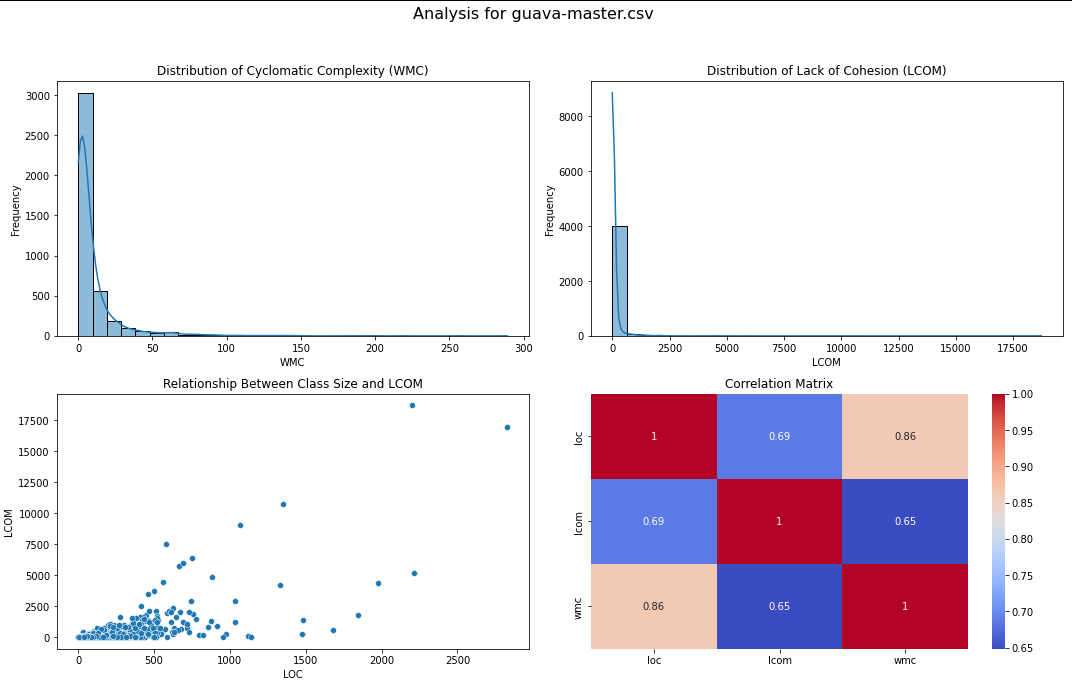 Analysis for guava-master.csv
Distribution of Cyclomatic Complexity (WMC)
Frequency
3000
2500
2000
1500
1000
500
0
0 50 100 150 200 250 300
WMC
Distribution of Lack of Cohesion (LCOM)
Frequency
8000
6000
4000
2000
0
0 2500 5000 7500 10000 12500 15000 17500
LCOM
Relationship Between Class Size and LCOM
LCOM
17500
15000
12500
10000
7500
5000
2500
0
0 500 1000 1500 2000 2500
LOC
Correlation Matrix
loc 1 0.69 0.86
lcom 0.69 1 0.65
wmc 0.86 0.65 1
loc lcom wmc
1.00
0.95
0.90
0.85
0.80
0.75
0.70
0.65